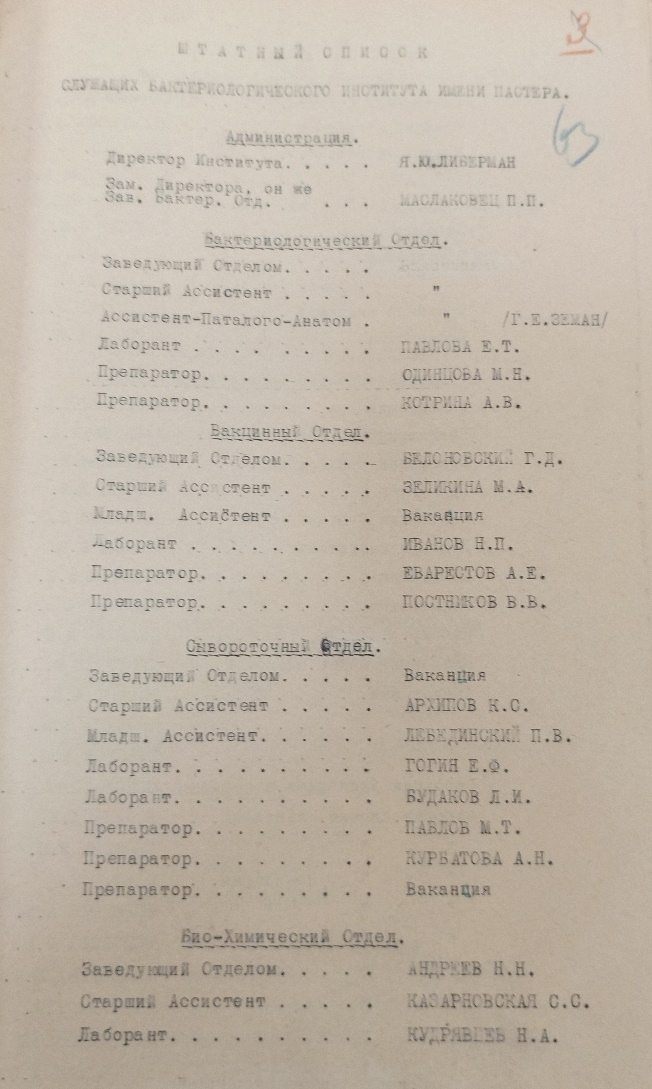 3
ШТАТНЫЙ СПИСОК
СЛУЖАЩИХ БАКТЕРИОЛОГИЧЕСКОГО ИНСТИТУТА ИМЕНИ ПАСТЕРА.
63
Администрация.
Директор Института. . . . . Я.Ю.ЛИБЕРМАН
Зам. Директора, он же
Зав. Бактер. Отд. . . . МАСЛАКОВЕЦ П.П.
Бактериологический Отдел.
Заведующий Отделом. . . . .
Старший Ассистент . . . . . "
Ассистент-Паталого-Анатом . " /Г.Е.ЗЕМАН/
Лаборант . . . . . . . . ПАВЛОВА Е.Т.
Препаратор. . . . . . . . ОДИНЦОВА М.Н.
Препаратор. . . . . . . . КОТРИНА А.В.
Вакцинный Отдел.
Заведующий Отделом. . . . . БЕЛОНОВСКИЙ Г.Д.
Старший Ассистент . . . . . ЗЕЛИКИНА М.А.
Младш. Ассистент . . . . . Вакакция
Лаборант . . . . . . . . . . ИВАНОВ Н.П.
Препаратор. . . . . . . . ЕВАРЕСТОВ А.Е.
Препаратор. . . . . . . . ПОСТНИКОВ В.В.
Сывороточный Отдел.
Заведующий Отделом. . . . . Вакакция
Старший Ассистент . . . . . АРХИПОВ К.С.
Младш. Ассистент. . . . . . ЛЕБЕДИНСКИЙ П.В.
Лаборант. . . . . . . . . ГОГИН Е.Ф.
Лаборант. . . . . . . . . БУДАКОВ Л.И.
Препаратор. . . . . . . . ПАВЛОВ М.Т.
Препаратор. . . . . . . . КУРБАТОВА А.Н.
Препаратор. . . . . . . . Вакакция
Био-Химический Отдел.
Заведующий Отделом. . . . . АНДРЕЕВ Н.Н.
Старший Ассистент . . . . . КАЗАРНОВСКАЯ С.С.
Лаборант. . . . . . . . . КУДРЯВЦЕВ Н.А.